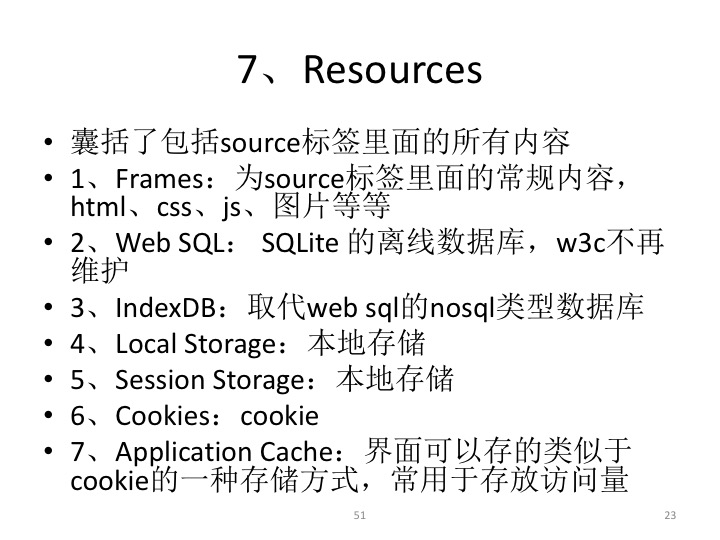 7、Resources
• 囊括了包括source标签里面的所有内容
• 1、Frames：为source标签里面的常规内容，
html、css、js、图片等等
• 2、Web SQL： SQLite 的离线数据库，w3c不再
维护
• 3、IndexDB：取代web sql的nosql类型数据库
• 4、Local Storage：本地存储
• 5、Session Storage：本地存储
• 6、Cookies：cookie
• 7、Application Cache：界面可以存的类似于
cookie的一种存储方式，常用于存放访问量
51
23